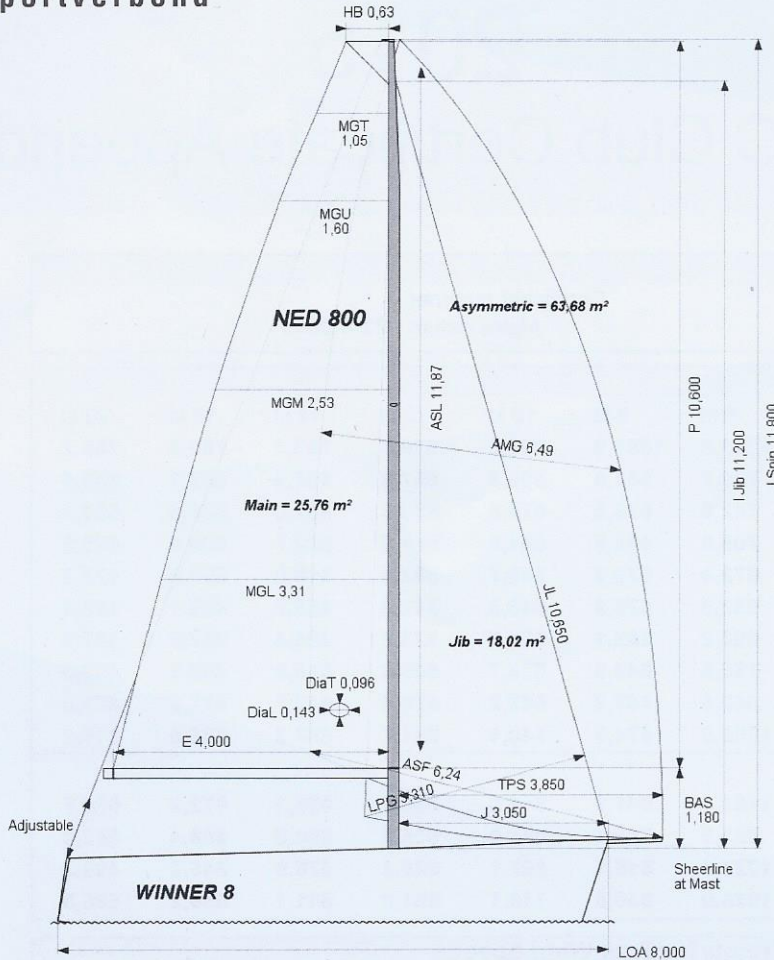 portverbond
HB 0,63
MGT
1,05
MGU
1,60
NED 800
Asymmetric = 63,68 m²
MGM 2,53
ASL 11,87
AMG 6,49
P 10,600
I Jib 11,200
I Spin 11,800
Main = 25,76 m²
MGL 3,31
JL 10,650
Jib = 18,02 m²
DiaT 0,096
DiaL 0,143
E 4,000
ASF 6,24
TPS 3,850
LPG 3,310
J 3,050
BAS
1,180
Adjustable
Sheerline
at Mast
WINNER 8
LOA 8,000